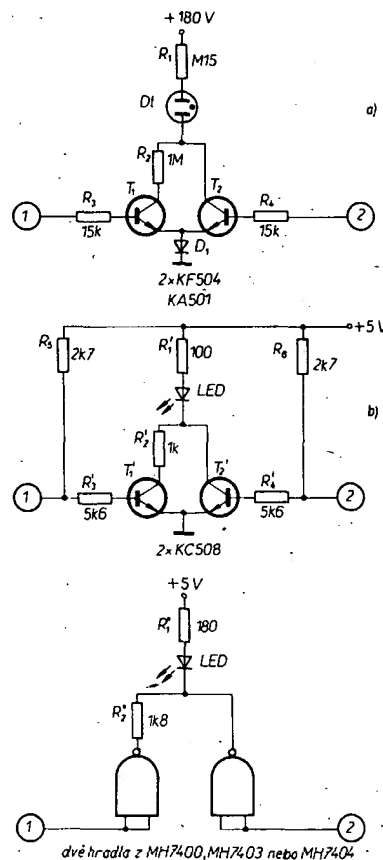 +180 V
R1
M15
Dt
a)
R2
1M
T1
T2
R3
15k
R4
15k
1
2
D1
2×KF504
KA501
+5 V
R5
2k7
R1'
100
R6
2k7
LED
b)
R2'
1k
T1'
T2'
R3'
5k6
R4'
5k6
1
2
2×KC508
+5 V
R1"
180
LED
R2"
1k8
1
2
dvě hradla z MH7400, MH7403 nebo MH7404